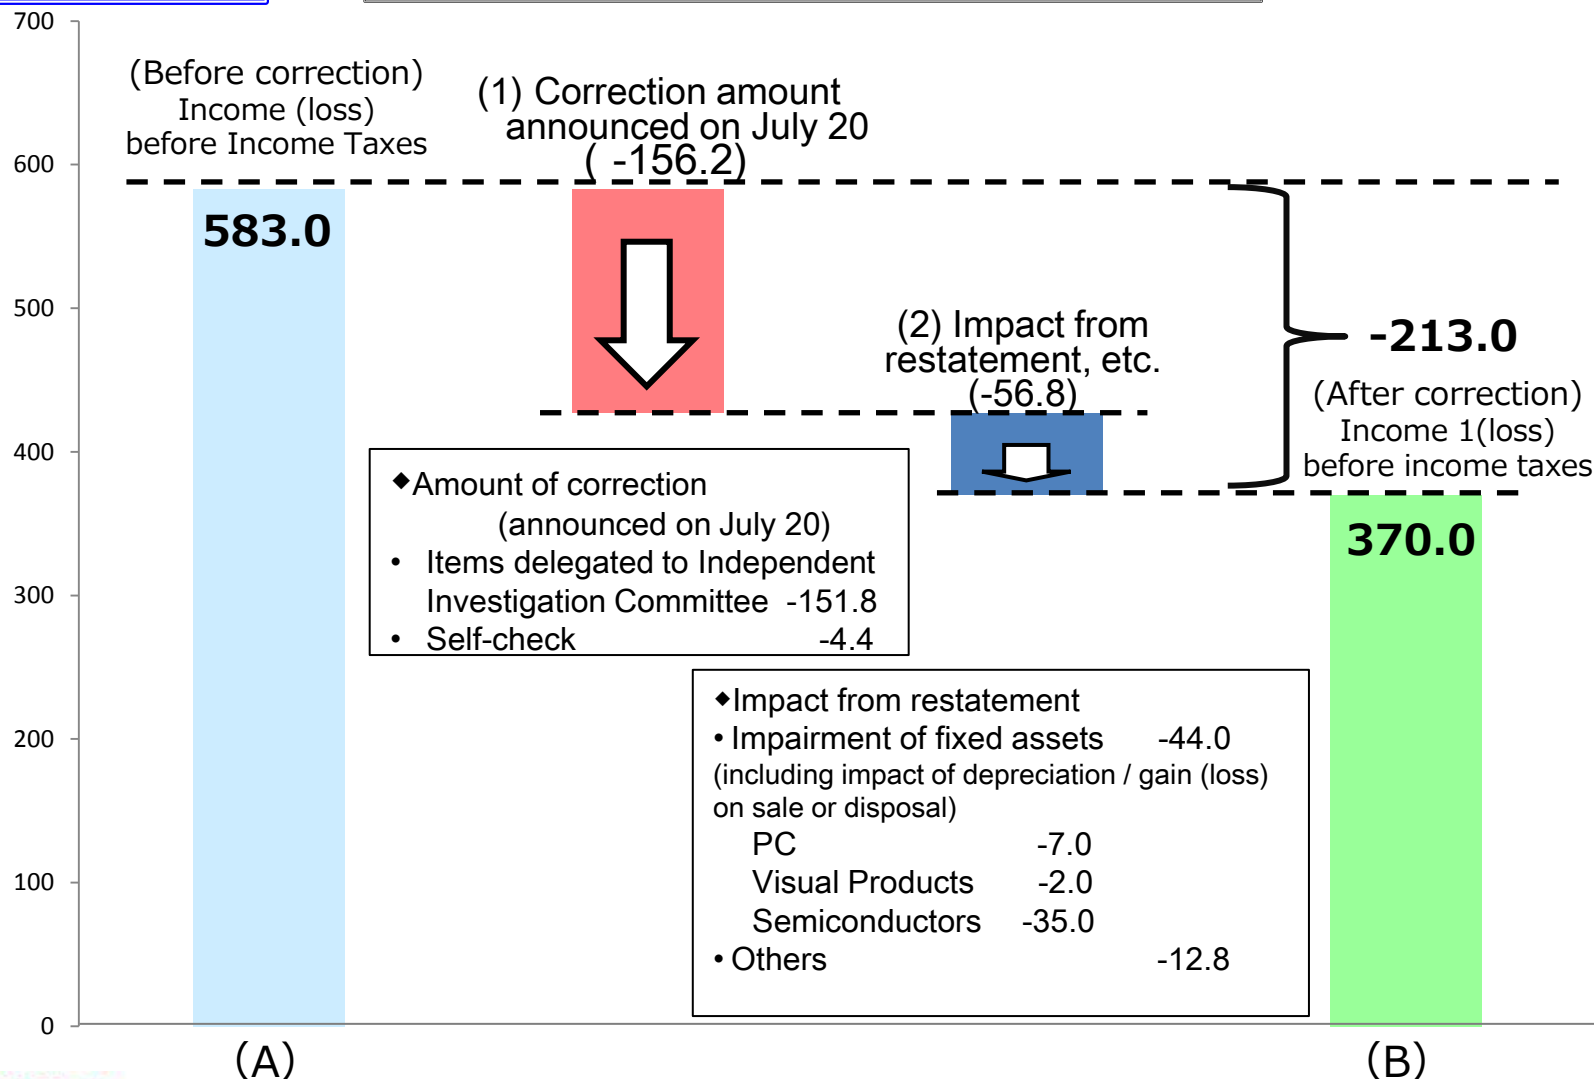 700
600
500
400
300
200
100
0
(Before correction)
Income (loss)
before Income Taxes
583.0
(1) Correction amount
announced on July 20
( -156.2)
(2) Impact from
restatement, etc.
(-56.8)
-213.0
(After correction)
Income 1(loss)
before income taxes
370.0
◆Amount of correction
(announced on July 20)
• Items delegated to Independent
Investigation Committee -151.8
• Self-check -4.4
◆Impact from restatement
• Impairment of fixed assets -44.0
(including impact of depreciation / gain (loss)
on sale or disposal)
PC -7.0
Visual Products -2.0
Semiconductors -35.0
• Others -12.8
(A)
(B)